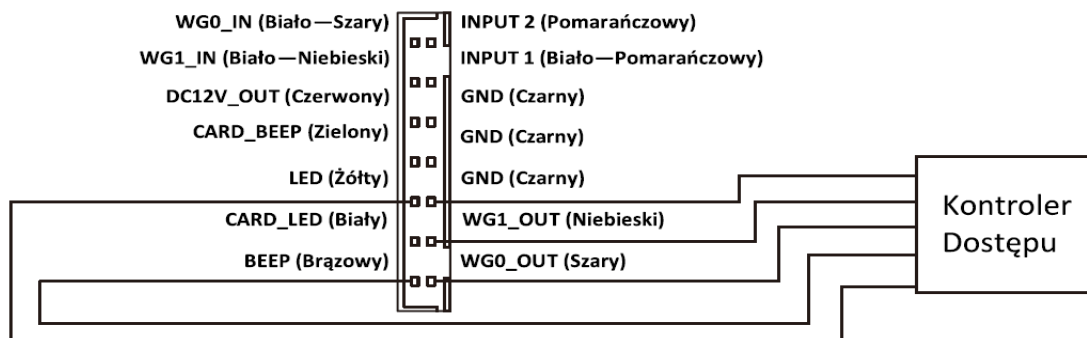 WG0_IN (Biało—Szary)
INPUT 2 (Pomarańczowy)
WG1_IN (Biało—Niebieski)
INPUT 1 (Biało—Pomarańczowy)
DC12V_OUT (Czerwony)
GND (Czarny)
CARD_BEEP (Zielony)
GND (Czarny)
LED (Żółty)
GND (Czarny)
CARD_LED (Biały)
WG1_OUT (Niebieski)
BEEP (Brązowy)
WG0_OUT (Szary)
Kontroler
Dostępu